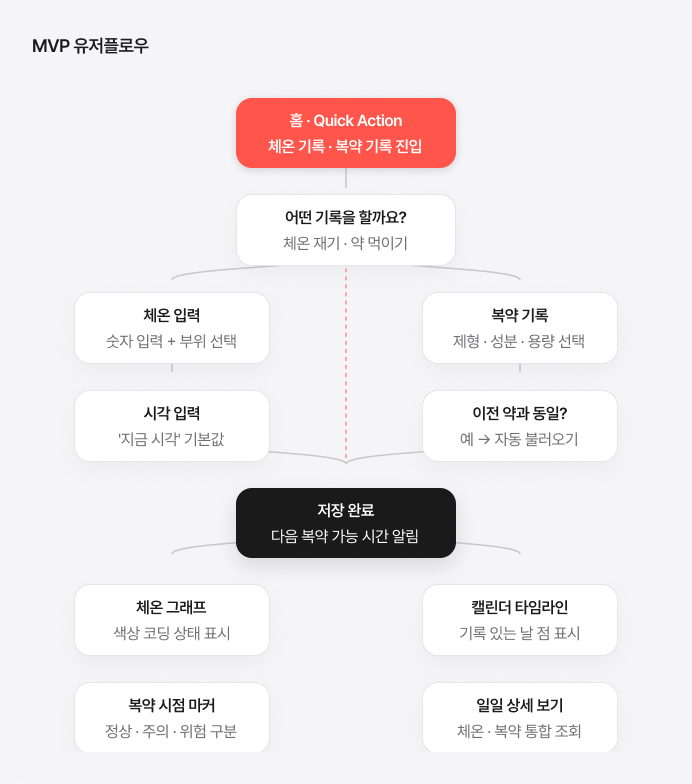 MVP 유저플로우
홈 · Quick Action
체온 기록 · 복약 기록 진입
어떤 기록을 할까요?
체온 재기 · 약 먹이기
체온 입력
숫자 입력 + 부위 선택
복약 기록
제형 · 성분 · 용량 선택
시각 입력
'지금 시각' 기본값
이전 약과 동일?
예 → 자동 불러오기
저장 완료
다음 복약 가능 시간 알림
체온 그래프
색상 코딩 상태 표시
캘린더 타임라인
기록 있는 날 점 표시
복약 시점 마커
정상 · 주의 · 위험 구분
일일 상세 보기
체온 · 복약 통합 조회